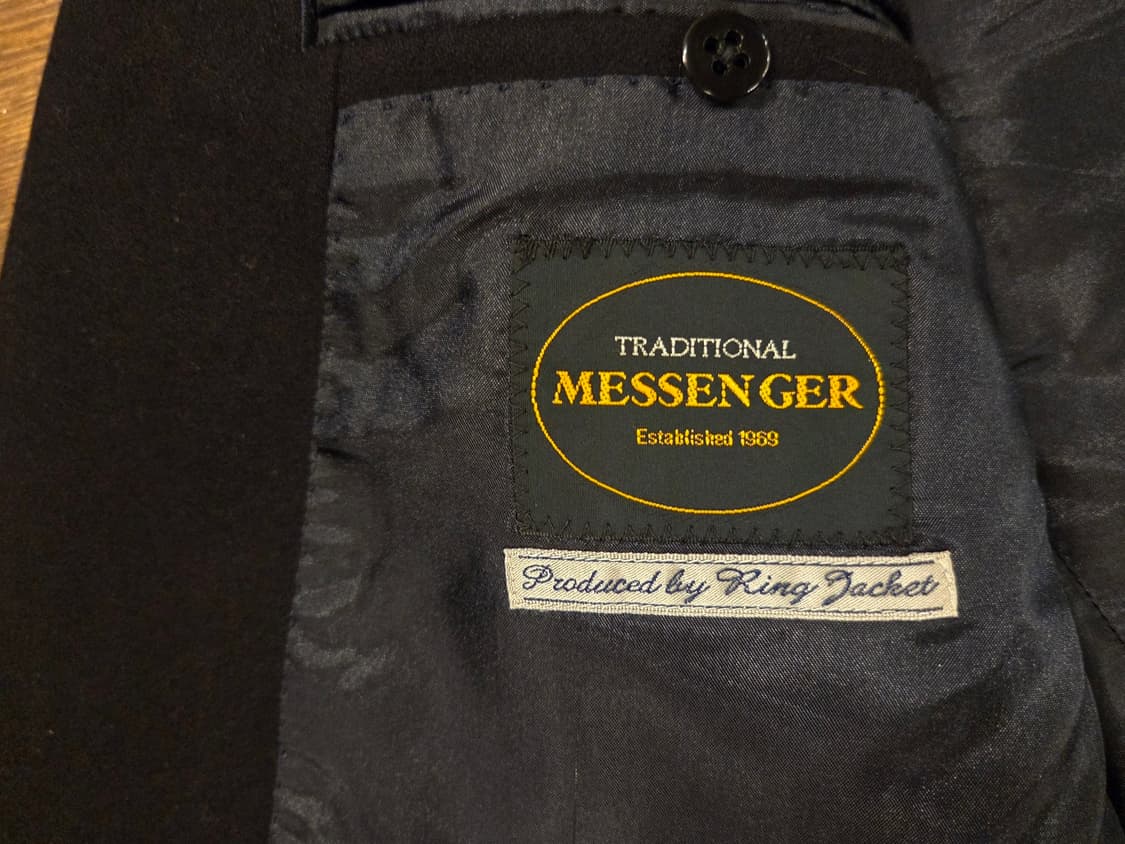 TRADITIONAL
MESSENGER
Established 1969
Produced by Ring Jacket